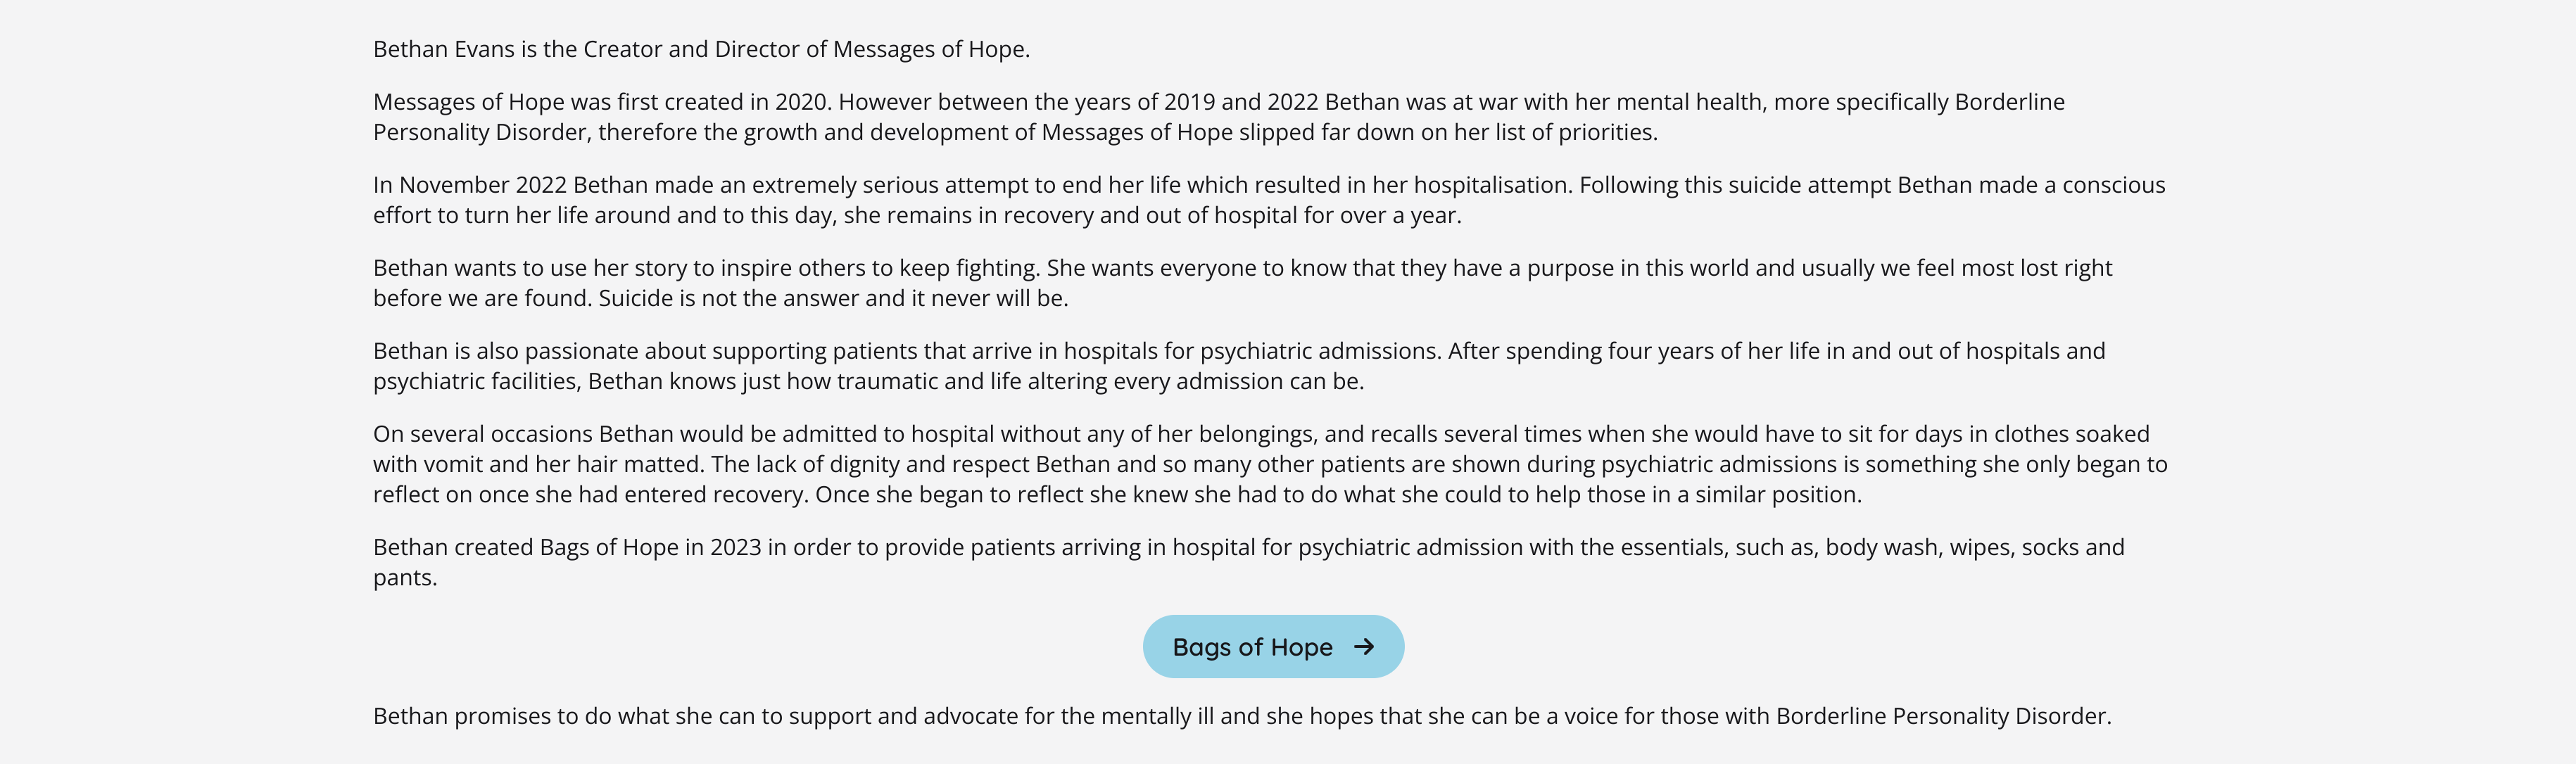 Bethan Evans is the Creator and Director of Messages of Hope.
Messages of Hope was first created in 2020. However between the years of 2019 and 2022 Bethan was at war with her mental health, more specifically Borderline
Personality Disorder, therefore the growth and development of Messages of Hope slipped far down on her list of priorities.
In November 2022 Bethan made an extremely serious attempt to end her life which resulted in her hospitalisation. Following this suicide attempt Bethan made a conscious
effort to turn her life around and to this day, she remains in recovery and out of hospital for over a year.
Bethan wants to use her story to inspire others to keep fighting. She wants everyone to know that they have a purpose in this world and usually we feel most lost right
before we are found. Suicide is not the answer and it never will be.
Bethan is also passionate about supporting patients that arrive in hospitals for psychiatric admissions. After spending four years of her life in and out of hospitals and
psychiatric facilities, Bethan knows just how traumatic and life altering every admission can be.
On several occasions Bethan would be admitted to hospital without any of her belongings, and recalls several times when she would have to sit for days in clothes soaked
with vomit and her hair matted. The lack of dignity and respect Bethan and so many other patients are shown during psychiatric admissions is something she only began to
reflect on once she had entered recovery. Once she began to reflect she knew she had to do what she could to help those in a similar position.
Bethan created Bags of Hope in 2023 in order to provide patients arriving in hospital for psychiatric admission with the essentials, such as, body wash, wipes, socks and
pants.
Bags of Hope →
Bethan promises to do what she can to support and advocate for the mentally ill and she hopes that she can be a voice for those with Borderline Personality Disorder.